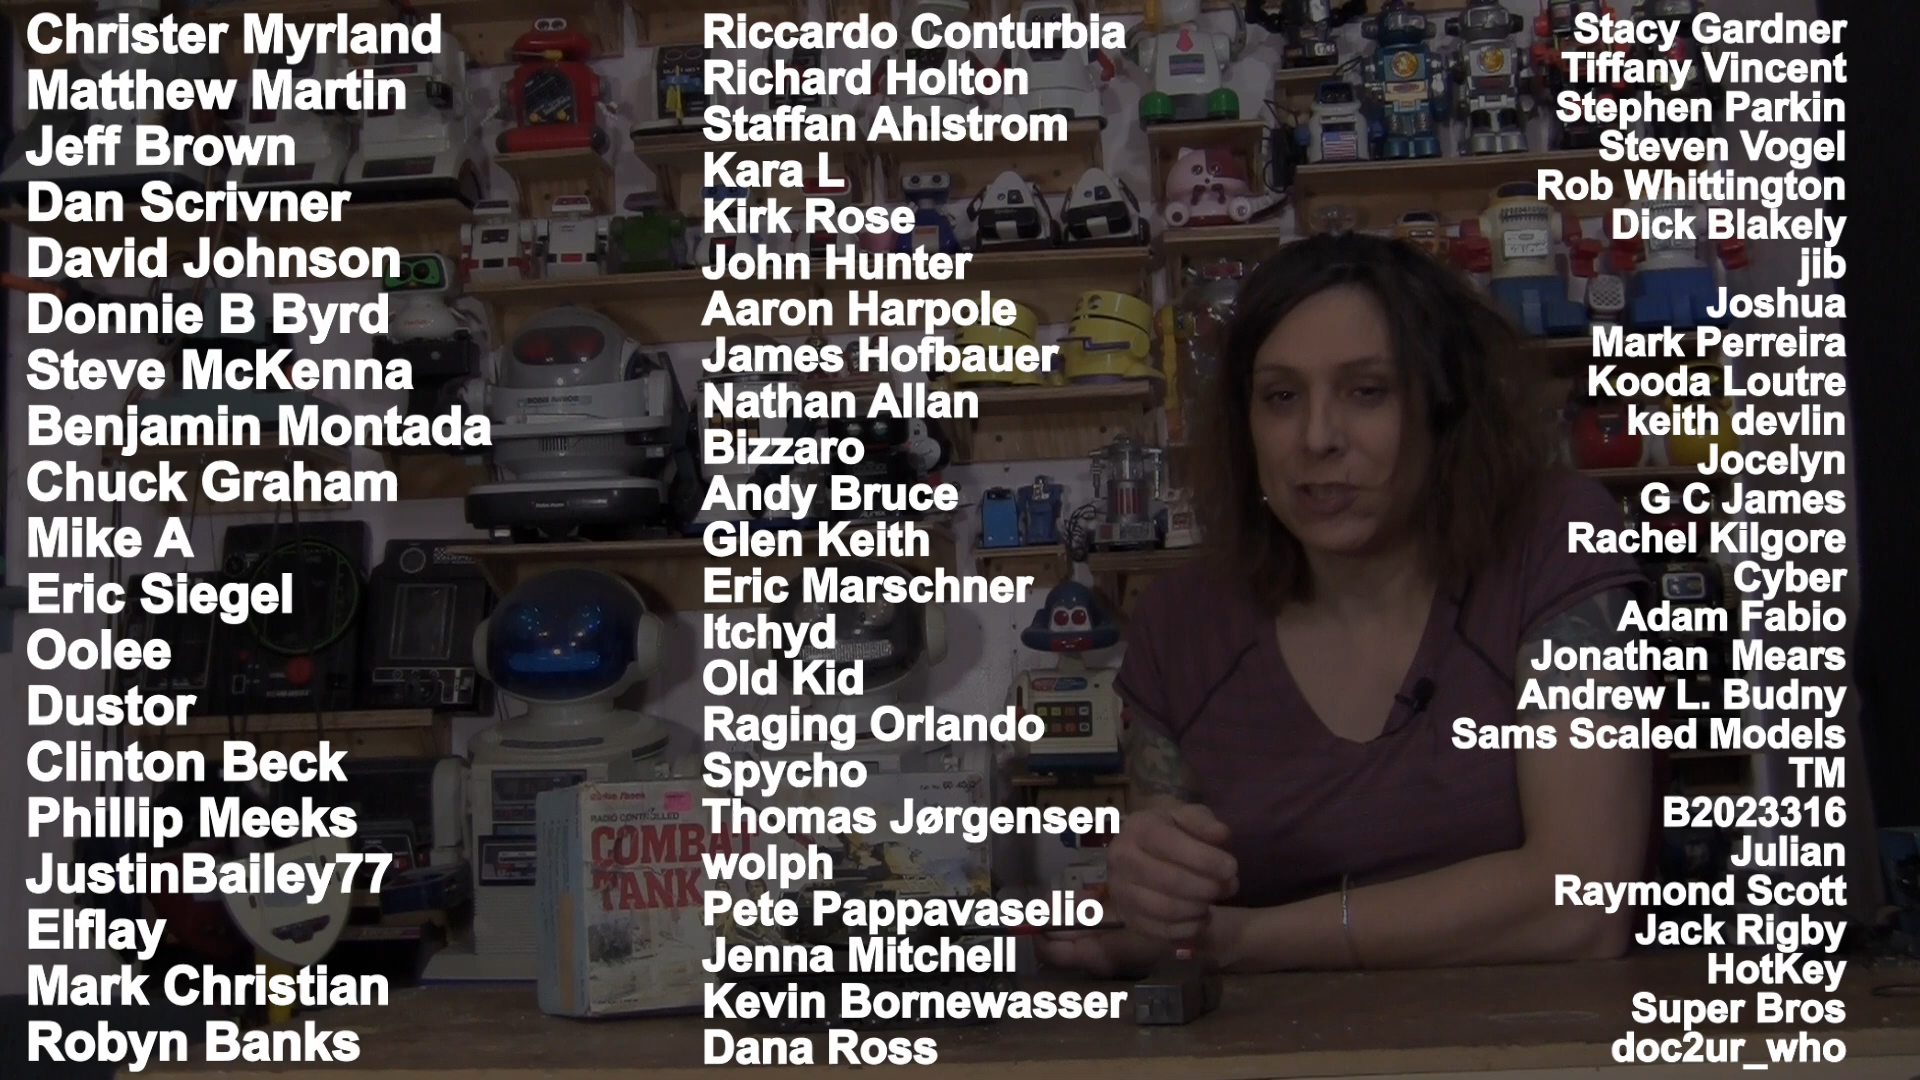 Christer Myrland
Matthew Martin
Jeff Brown
Dan Scrivner
David Johnson
Donnie B Byrd
Steve McKenna
Benjamin Montada
Chuck Graham
Mike A
Eric Siegel
Oolee
Dustor
Clinton Beck
Phillip Meeks
JustinBailey77
Elflay
Mark Christian
Robyn Banks
Riccardo Conturbia
Richard Holton
Staffan Ahlstrom
Kara L
Kirk Rose
John Hunter
Aaron Harpole
James Hofbauer
Nathan Allan
Bizzaro
Andy Bruce
Glen Keith
Eric Marschner
Itchyd
Old Kid
Raging Orlando
Spycho
Thomas Jørgensen
wolph
Pete Pappavaselio
Jenna Mitchell
Kevin Bornewasser
Dana Ross
Stacy Gardner
Tiffany Vincent
Stephen Parkin
Steven Vogel
Rob Whittington
Dick Blakely
jib
Joshua
Mark Perreira
Kooda Loutre
keith devlin
Jocelyn
G C James
Rachel Kilgore
Cyber
Adam Fabio
Jonathan  Mears
Andrew L. Budny
Sams Scaled Models
TM
B2023316
Julian
Raymond Scott
Jack Rigby
HotKey
Super Bros
doc2ur_who
RADIO CONTROLLED
COMBAT
TANK